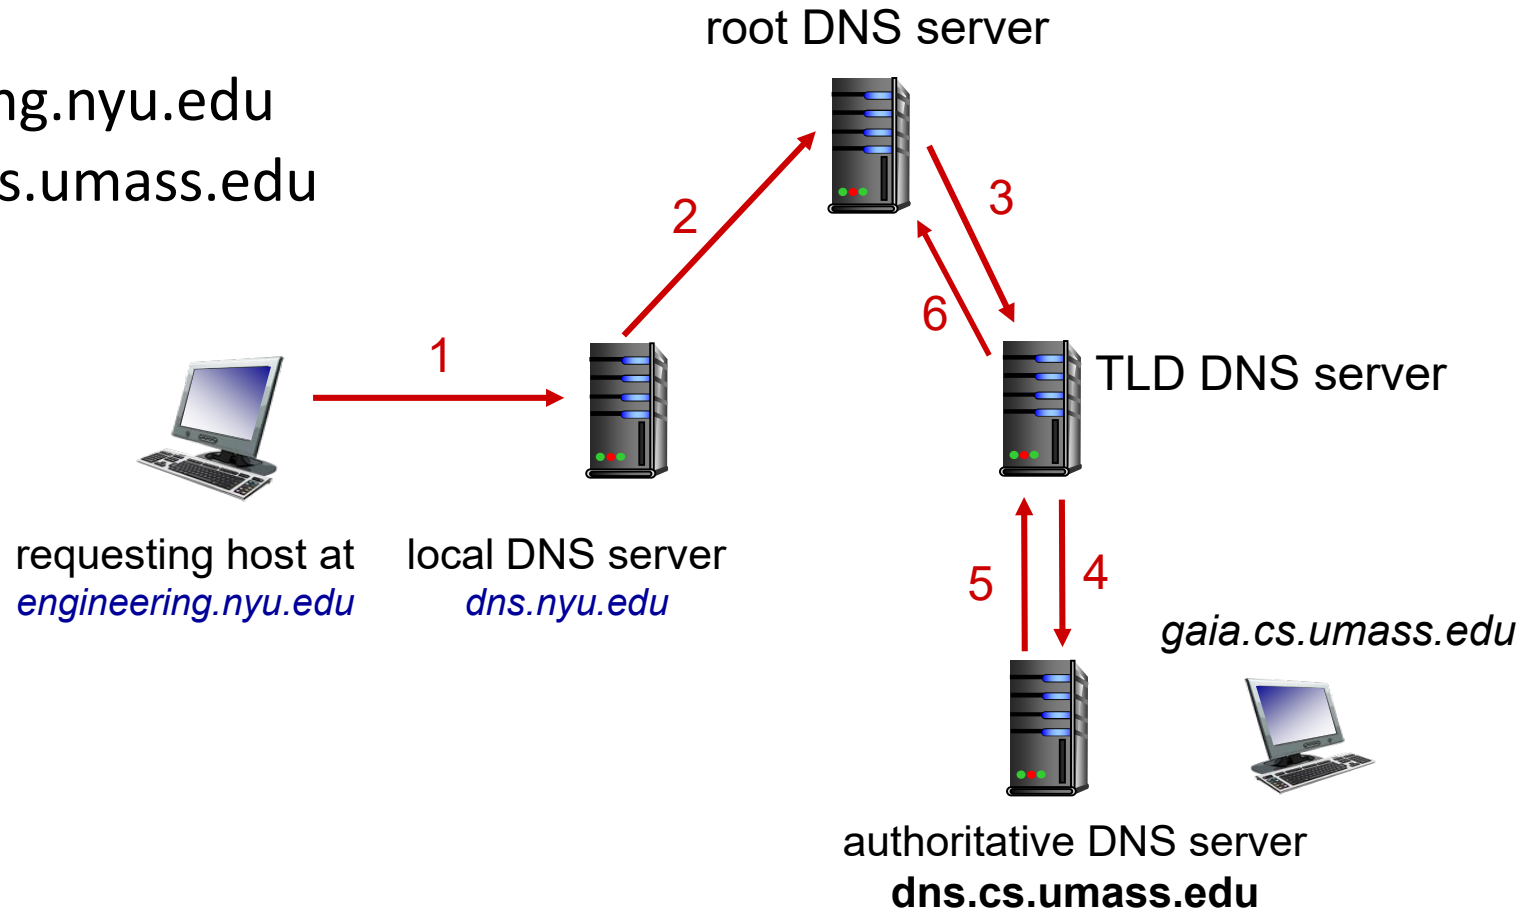 root DNS server
ng.nyu.edu
s.umass.edu
2
3
6
1
TLD DNS server
requesting host at
engineering.nyu.edu
local DNS server
dns.nyu.edu
5
4
gaia.cs.umass.edu
authoritative DNS server
dns.cs.umass.edu